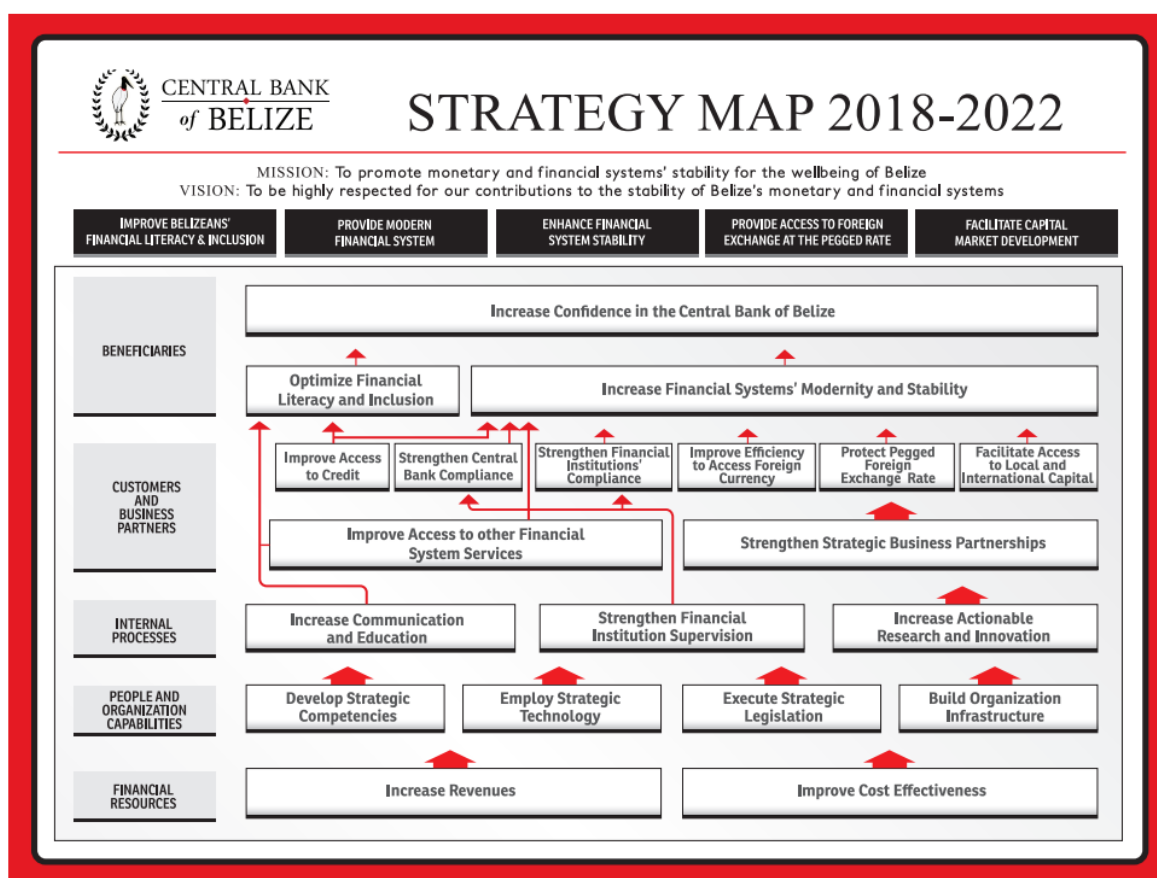 CENTRAL BANK
of BELIZE
STRATEGY MAP 2018-2022
MISSION: To promote monetary and financial systems' stability for the wellbeing of Belize
VISION: To be highly respected for our contributions to the stability of Belize's monetary and financial systems
IMPROVE BELIZEANS'
FINANCIAL LITERACY & INCLUSION
PROVIDE MODERN
FINANCIAL SYSTEM
ENHANCE FINANCIAL
SYSTEM STABILITY
PROVIDE ACCESS TO FOREIGN
EXCHANGE AT THE PEGGED RATE
FACILITATE CAPITAL
MARKET DEVELOPMENT
BENEFICIARIES
Increase Confidence in the Central Bank of Belize
Optimize Financial
Literacy and Inclusion
Increase Financial Systems' Modernity and Stability
CUSTOMERS
AND
BUSINESS
PARTNERS
Improve Access
to Credit
Strengthen Central
Bank Compliance
Strengthen Financial
Institutions'
Compliance
Improve Efficiency
to Access Foreign
Currency
Protect Pegged
Foreign
Exchange Rate
Facilitate Access
to Local and
International Capital
Improve Access to other Financial
System Services
Strengthen Strategic Business Partnerships
INTERNAL
PROCESSES
Increase Communication
and Education
Strengthen Financial
Institution Supervision
Increase Actionable
Research and Innovation
PEOPLE AND
ORGANIZATION
CAPABILITIES
Develop Strategic
Competencies
Employ Strategic
Technology
Execute Strategic
Legislation
Build Organization
Infrastructure
FINANCIAL
RESOURCES
Increase Revenues
Improve Cost Effectiveness